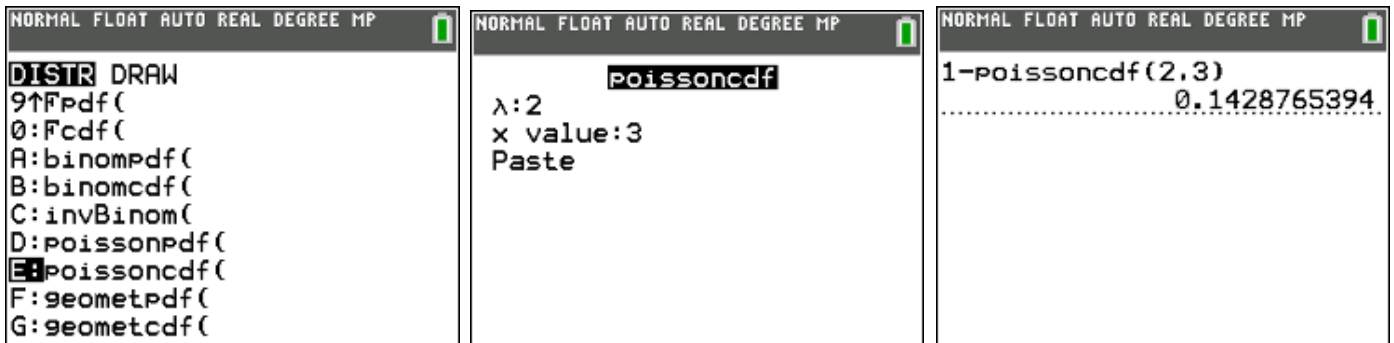 NORMAL FLOAT AUTO REAL DEGREE MP
DISTR DRAW
9↑Fpdf(
0:Fcdf(
A:binompdf(
B:binomcdf(
C:invBinom(
D:poissonpdf(
E:poissoncdf(
F:geometpdf(
G:geometcdf(
NORMAL FLOAT AUTO REAL DEGREE MP
poissoncdf
λ:2
x value:3
Paste
NORMAL FLOAT AUTO REAL DEGREE MP
1-poissoncdf(2,3)
0.1428765394